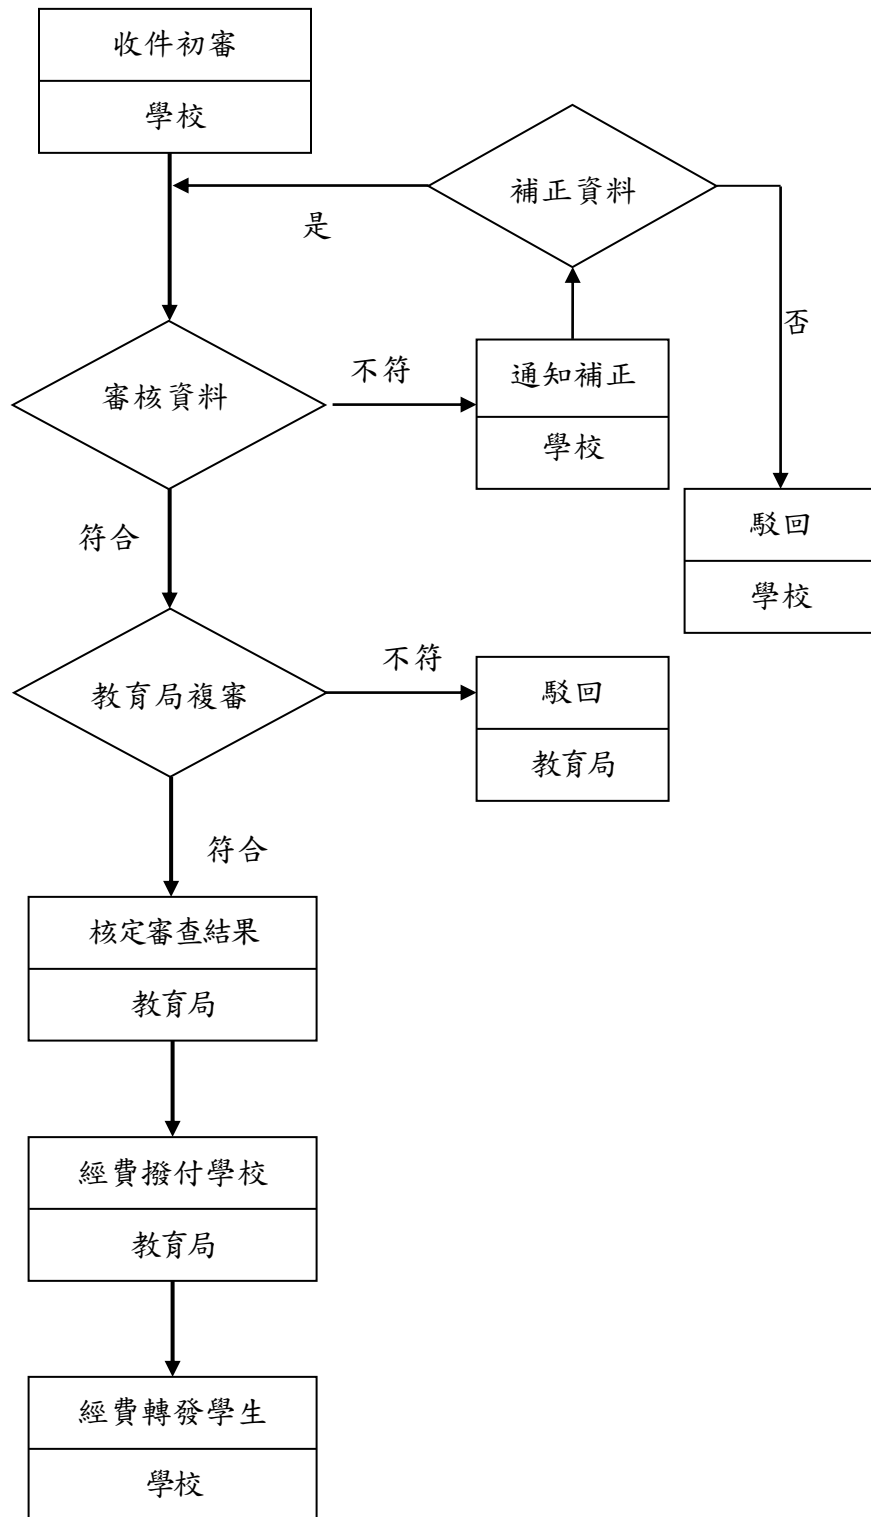 收件初審
學校
補正資料
是
否
審核資料
不符
通知補正
學校
駁回
學校
符合
教育局複審
不符
駁回
教育局
符合
核定審查結果
教育局
經費撥付學校
教育局
經費轉發學生
學校